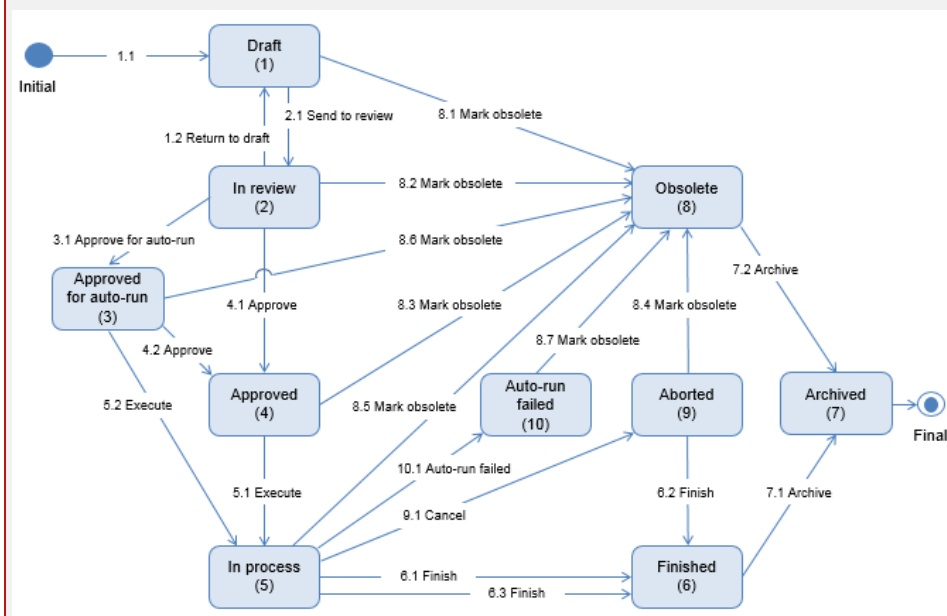 Draft
(1)
1.1
Initial
2.1 Send to review
8.1 Mark obsolete
1.2 Return to draft
In review
(2)
8.2 Mark obsolete
Obsolete
(8)
3.1 Approve for auto-run
8.6 Mark obsolete
Approved
for auto-run
(3)
7.2 Archive
4.1 Approve
8.3 Mark obsolete
8.4 Mark obsolete
8.7 Mark obsolete
4.2 Approve
Approved
(4)
Auto-run
failed
(10)
Aborted
(9)
Archived
(7)
5.2 Execute
8.5 Mark obsolete
Final
10.1 Auto-run failed
5.1 Execute
6.2 Finish
7.1 Archive
9.1 Cancel
In process
(5)
6.1 Finish
6.3 Finish
Finished
(6)